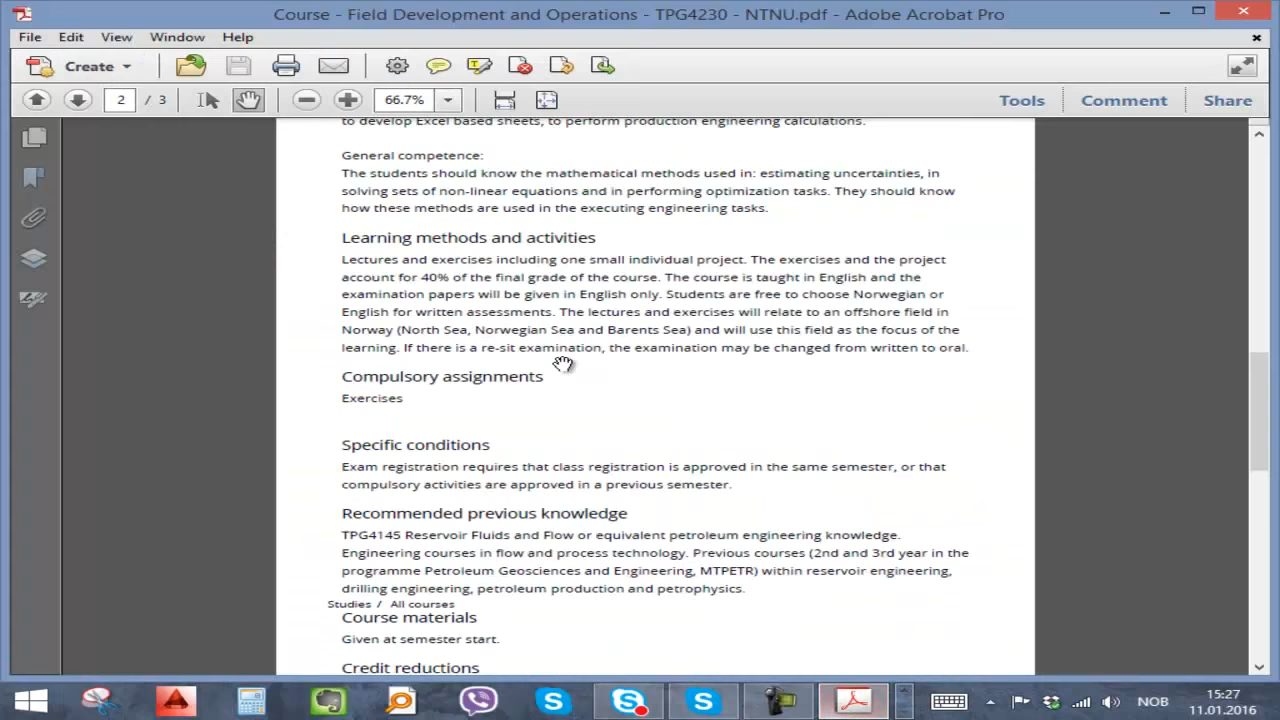 Course - Field Development and Operations - TPG4230 - NTNU.pdf - Adobe Acrobat Pro
File Edit View Window Help
Create
2 / 3 66.7% Tools Comment Share
to develop Excel based sheets, to perform production engineering calculations.
General competence:
The students should know the mathematical methods used in: estimating uncertainties, in
solving sets of non-linear equations and in performing optimization tasks. They should know
how these methods are used in the executing engineering tasks.
Learning methods and activities
Lectures and exercises including one small individual project. The exercises and the project
account for 40% of the final grade of the course. The course is taught in English and the
examination papers will be given in English only. Students are free to choose Norwegian or
English for written assessments. The lectures and exercises will relate to an offshore field in
Norway (North Sea, Norwegian Sea and Barents Sea) and will use this field as the focus of the
learning. If there is a re-sit examination, the examination may be changed from written to oral.
Compulsory assignments
Exercises
Specific conditions
Exam registration requires that class registration is approved in the same semester, or that
compulsory activities are approved in a previous semester.
Recommended previous knowledge
TPG4145 Reservoir Fluids and Flow or equivalent petroleum engineering knowledge.
Engineering courses in flow and process technology. Previous courses (2nd and 3rd year in the
programme Petroleum Geosciences and Engineering, MTPETR) within reservoir engineering,
drilling engineering, petroleum production and petrophysics.
Studies / All courses
Course materials
Given at semester start.
Credit reductions
NOB
15:27
11.01.2016